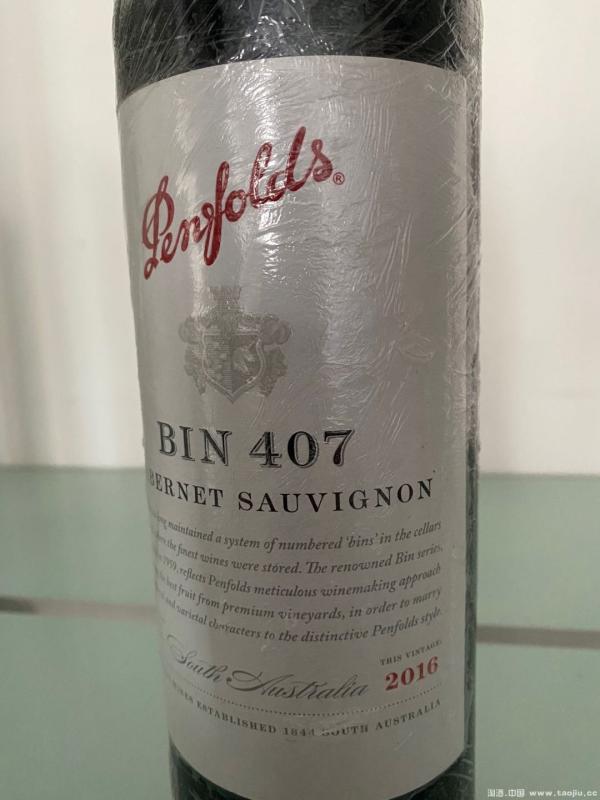 Penfolds®
BIN 407
BERNET SAUVIGNON
maintained a system of numbered 'bins' in the cellars
the finest wines were stored. The renowned Bin series,
1959, reflects Penfolds meticulous winemaking approach
best fruit from premium vineyards, in order to marry
and varietal characters to the distinctive Penfolds style.
South Australia
THIS VINTAGE:
2016
ESTABLISHED 1844 SOUTH AUSTRALIA
淘酒.中国 www.taojiu.cc